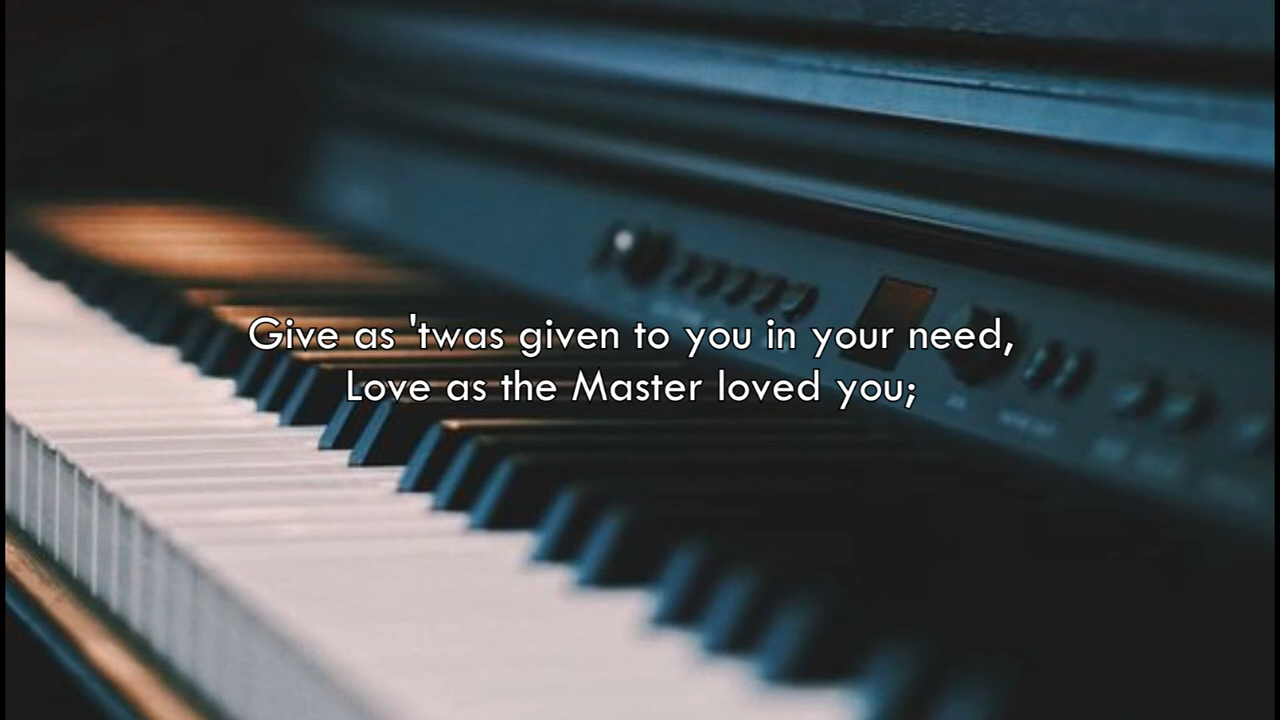 Give as 'twas given to you in your need,
Love as the Master loved you;